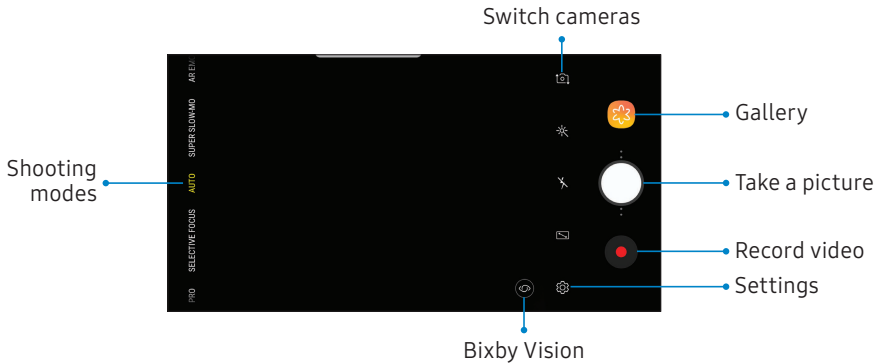 Switch cameras
AR EM
SUPER SLOW-MO
AUTO
SELECTIVE FOCUS
PRO
Shooting
modes
Gallery
Take a picture
Record video
Settings
Bixby Vision